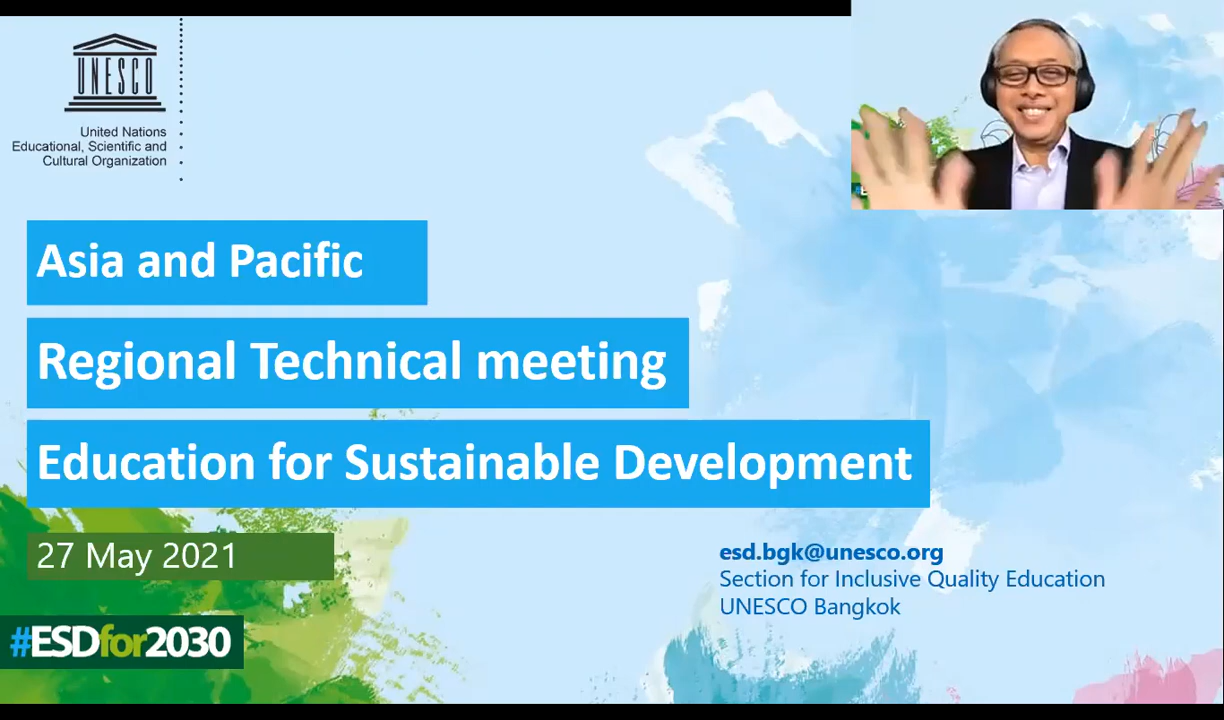 UNESCO
United Nations
Educational, Scientific and
Cultural Organization
Asia and Pacific
Regional Technical meeting
Education for Sustainable Development
27 May 2021
esd.bgk@unesco.org
Section for Inclusive Quality Education
UNESCO Bangkok
#ESDfor2030